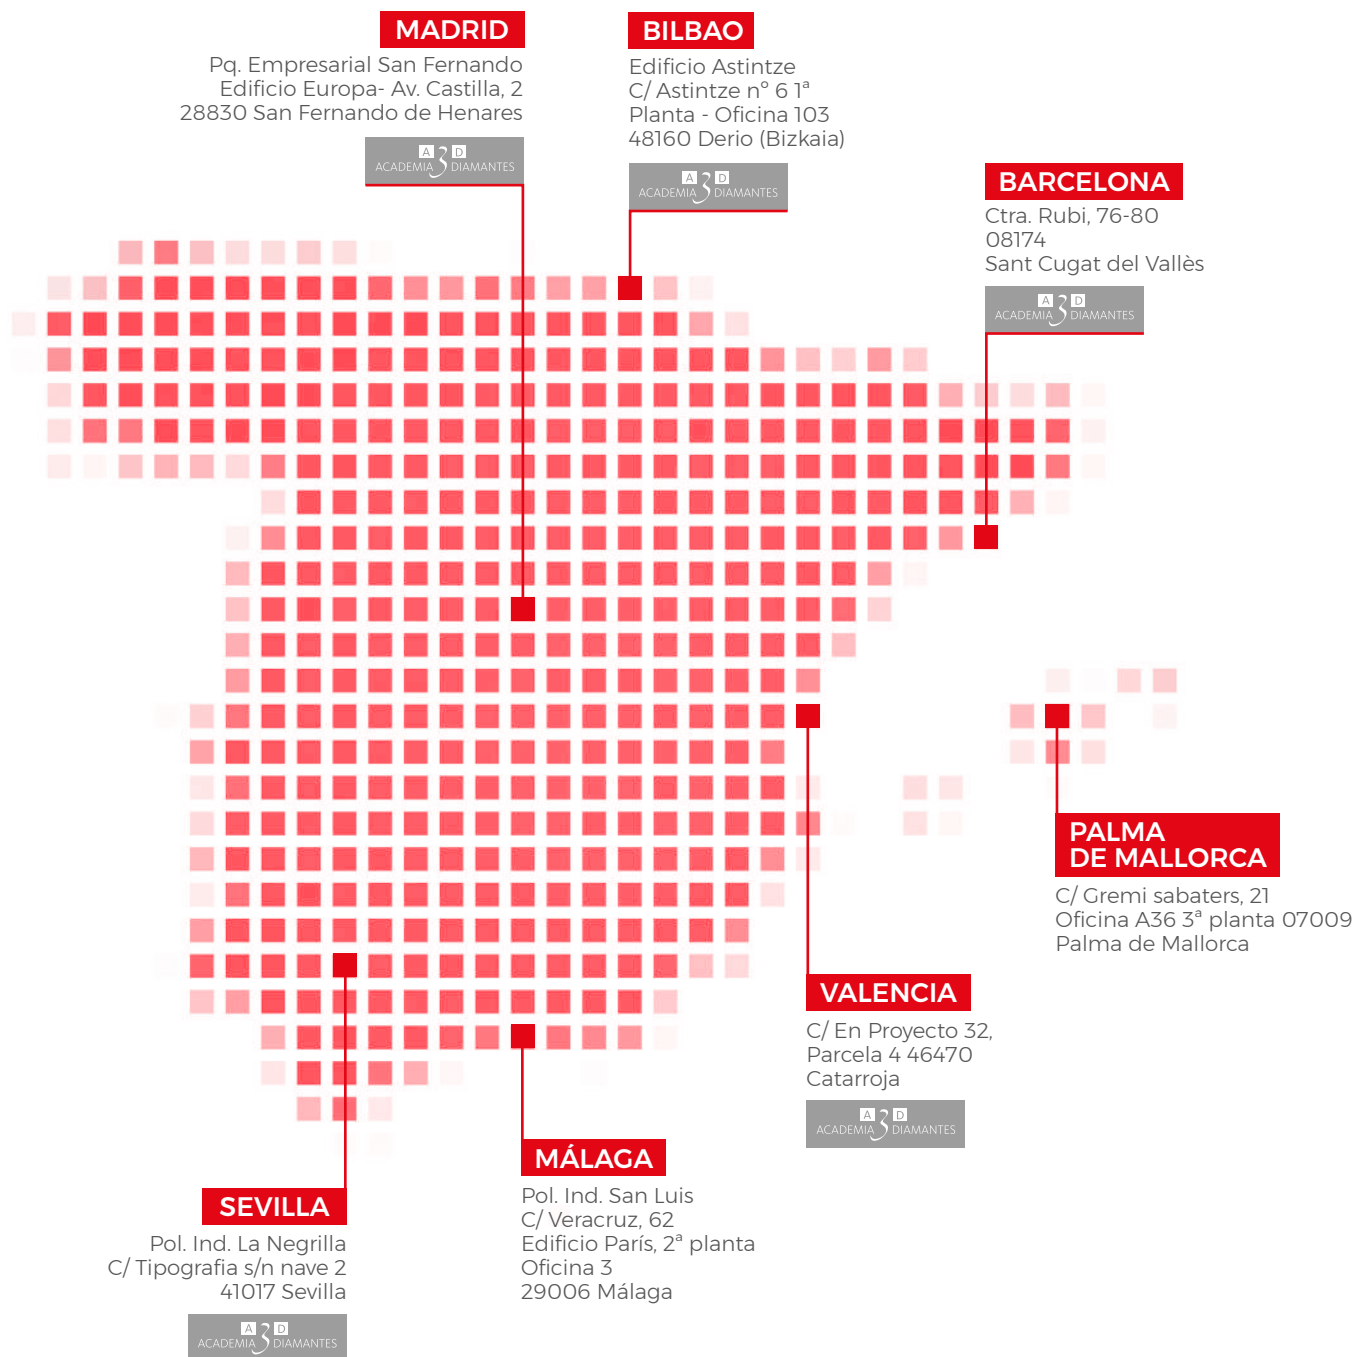 MADRID
Pq. Empresarial San Fernando
Edificio Europa- Av. Castilla, 2
28830 San Fernando de Henares
A D
ACADEMIA 3 DIAMANTES
BILBAO
Edificio Astintze
C/ Astintze nº 6 1ª
Planta - Oficina 103
48160 Derio (Bizkaia)
A D
ACADEMIA 3 DIAMANTES
BARCELONA
Ctra. Rubi, 76-80
08174
Sant Cugat del Vallès
A D
ACADEMIA 3 DIAMANTES
PALMA
DE MALLORCA
C/ Gremi sabaters, 21
Oficina A36 3ª planta 07009
Palma de Mallorca
VALENCIA
C/ En Proyecto 32,
Parcela 4 46470
Catarroja
A D
ACADEMIA 3 DIAMANTES
MÁLAGA
Pol. Ind. San Luis
C/ Veracruz, 62
Edificio París, 2ª planta
Oficina 3
29006 Málaga
SEVILLA
Pol. Ind. La Negrilla
C/ Tipografia s/n nave 2
41017 Sevilla
A D
ACADEMIA 3 DIAMANTES